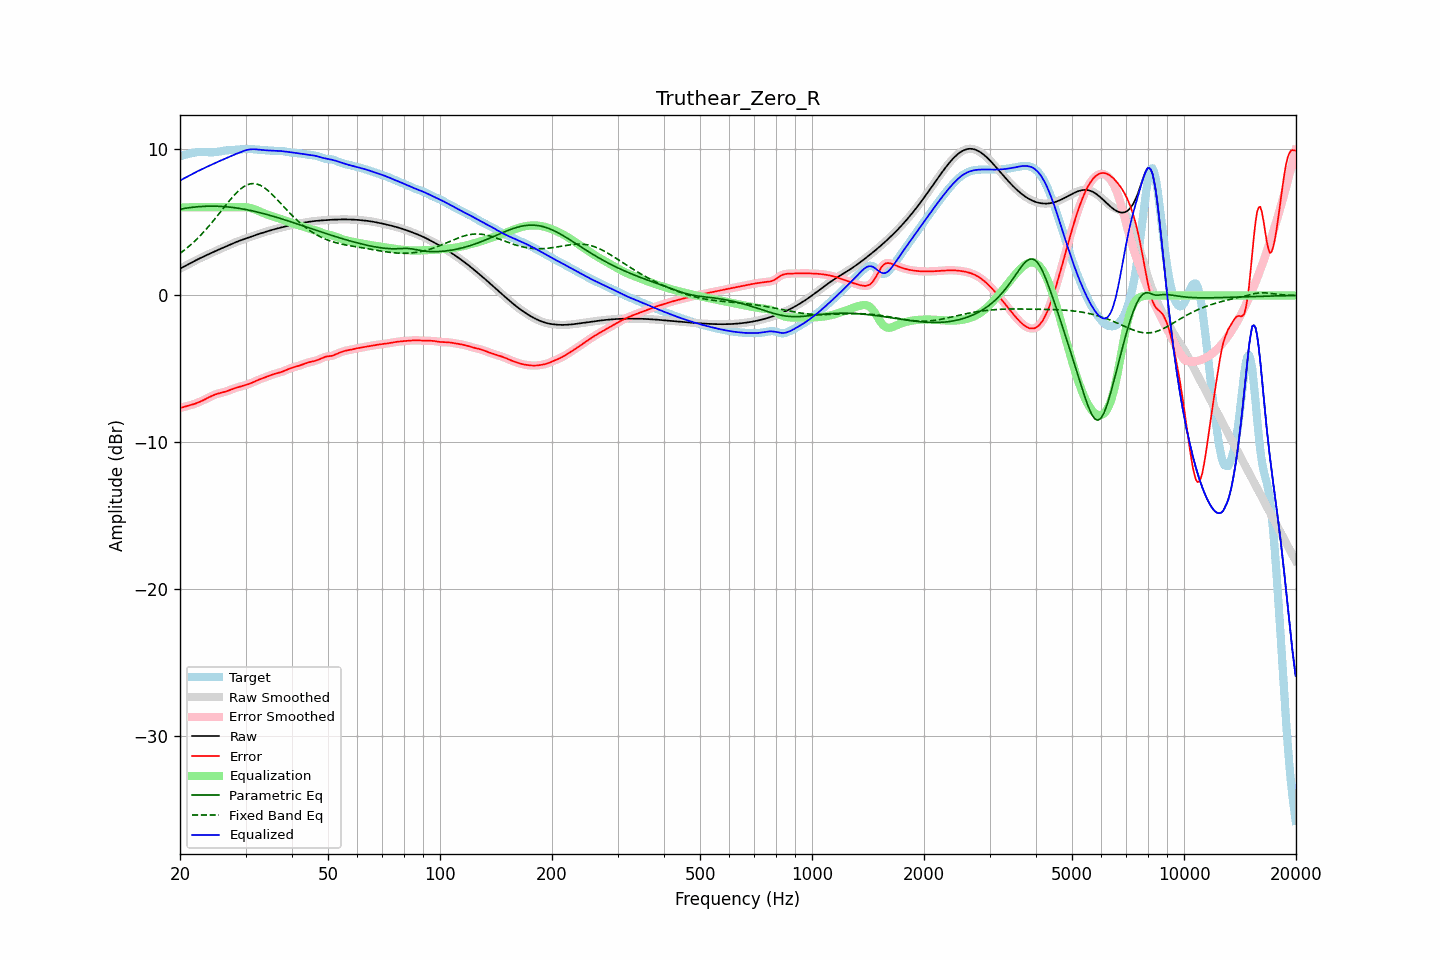 Truthear_Zero_R
Amplitude (dBr)
10
0
−10
−20
−30
Target
Raw Smoothed
Error Smoothed
Raw
Error
Equalization
Parametric Eq
Fixed Band Eq
Equalized
20 50 100 200 500 1000 2000 5000 10000 20000
Frequency (Hz)